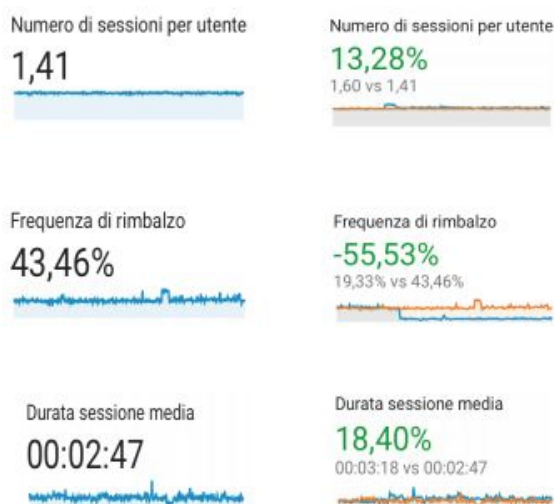 Numero di sessioni per utente
1,41
Numero di sessioni per utente
13,28%
1,60 vs 1,41
Frequenza di rimbalzo
43,46%
Frequenza di rimbalzo
-55,53%
19,33% vs 43,46%
Durata sessione media
00:02:47
Durata sessione media
18,40%
00:03:18 vs 00:02:47